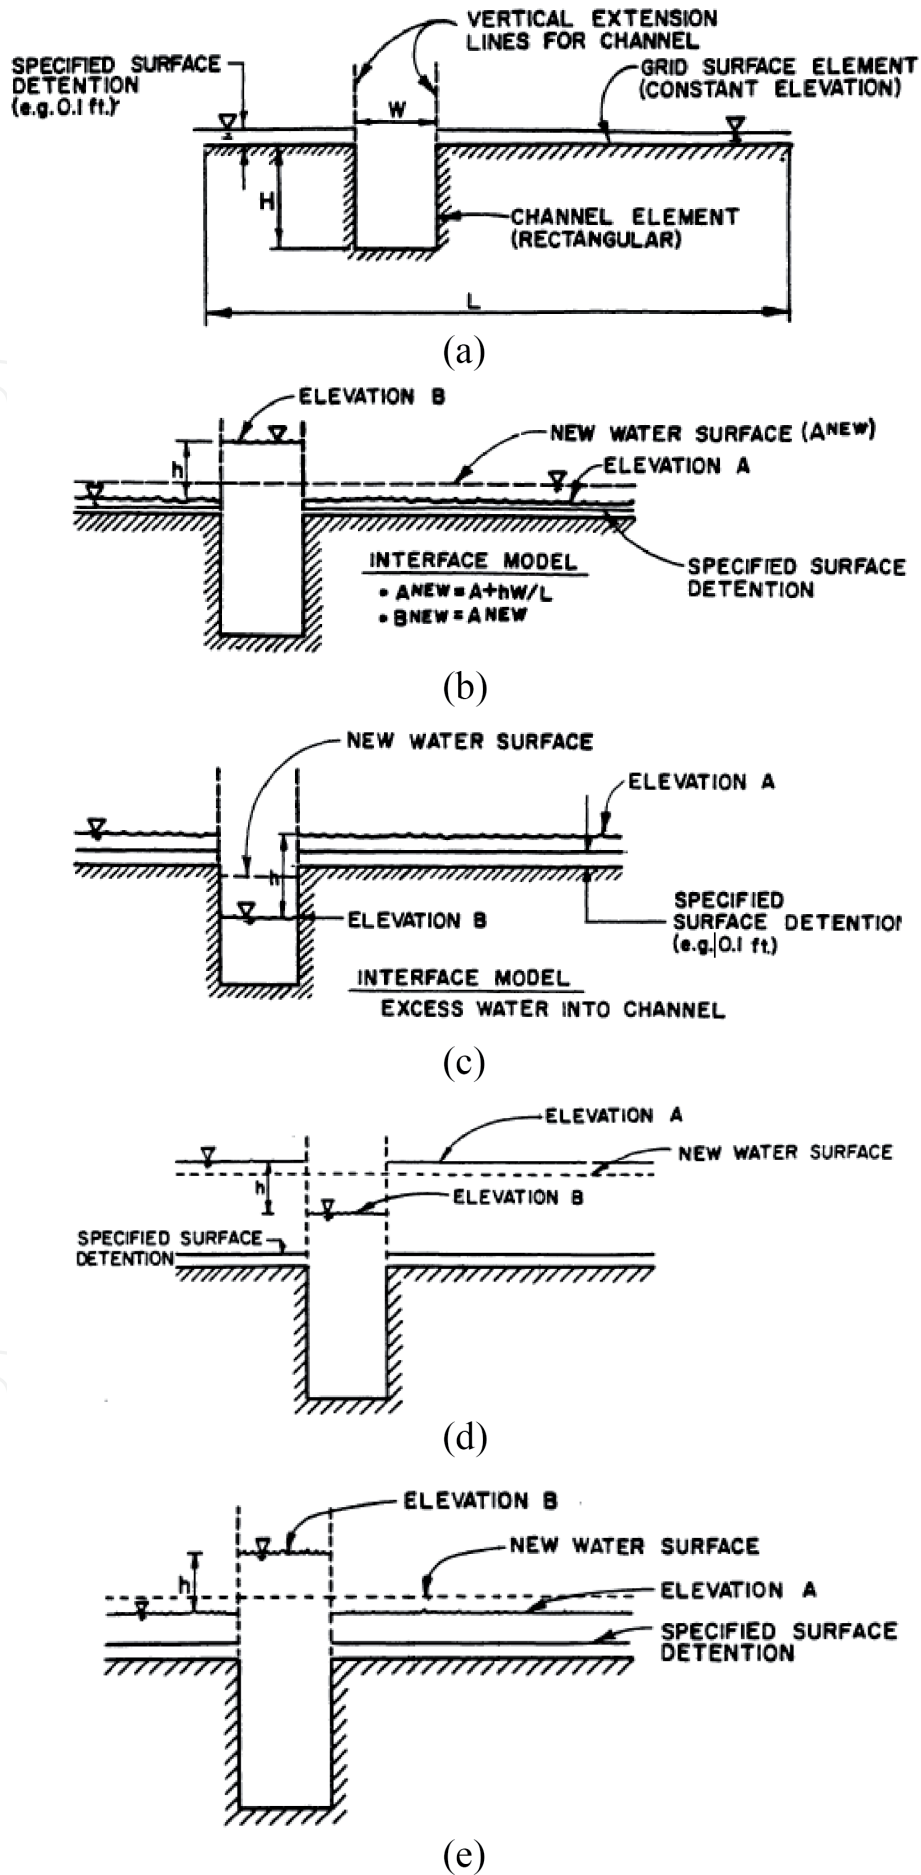 VERTICAL EXTENSION
LINES FOR CHANNEL
SPECIFIED SURFACE
DETENTION
(e.g. 0.1 ft.)
GRID SURFACE ELEMENT
(CONSTANT ELEVATION)
W
H
CHANNEL ELEMENT
(RECTANGULAR)
L
(a)
ELEVATION B
NEW WATER SURFACE (ANEW)
ELEVATION A
h
SPECIFIED SURFACE
DETENTION
INTERFACE MODEL
• ANEW = A+hW/L
• BNEW = ANEW
(b)
NEW WATER SURFACE
ELEVATION A
h
ELEVATION B
SPECIFIED
SURFACE DETENTION
(e.g. 0.1 ft.)
INTERFACE MODEL
EXCESS WATER INTO CHANNEL
(c)
ELEVATION A
NEW WATER SURFACE
h
ELEVATION B
SPECIFIED SURFACE
DETENTION
(d)
ELEVATION B
NEW WATER SURFACE
h
ELEVATION A
SPECIFIED SURFACE
DETENTION
(e)